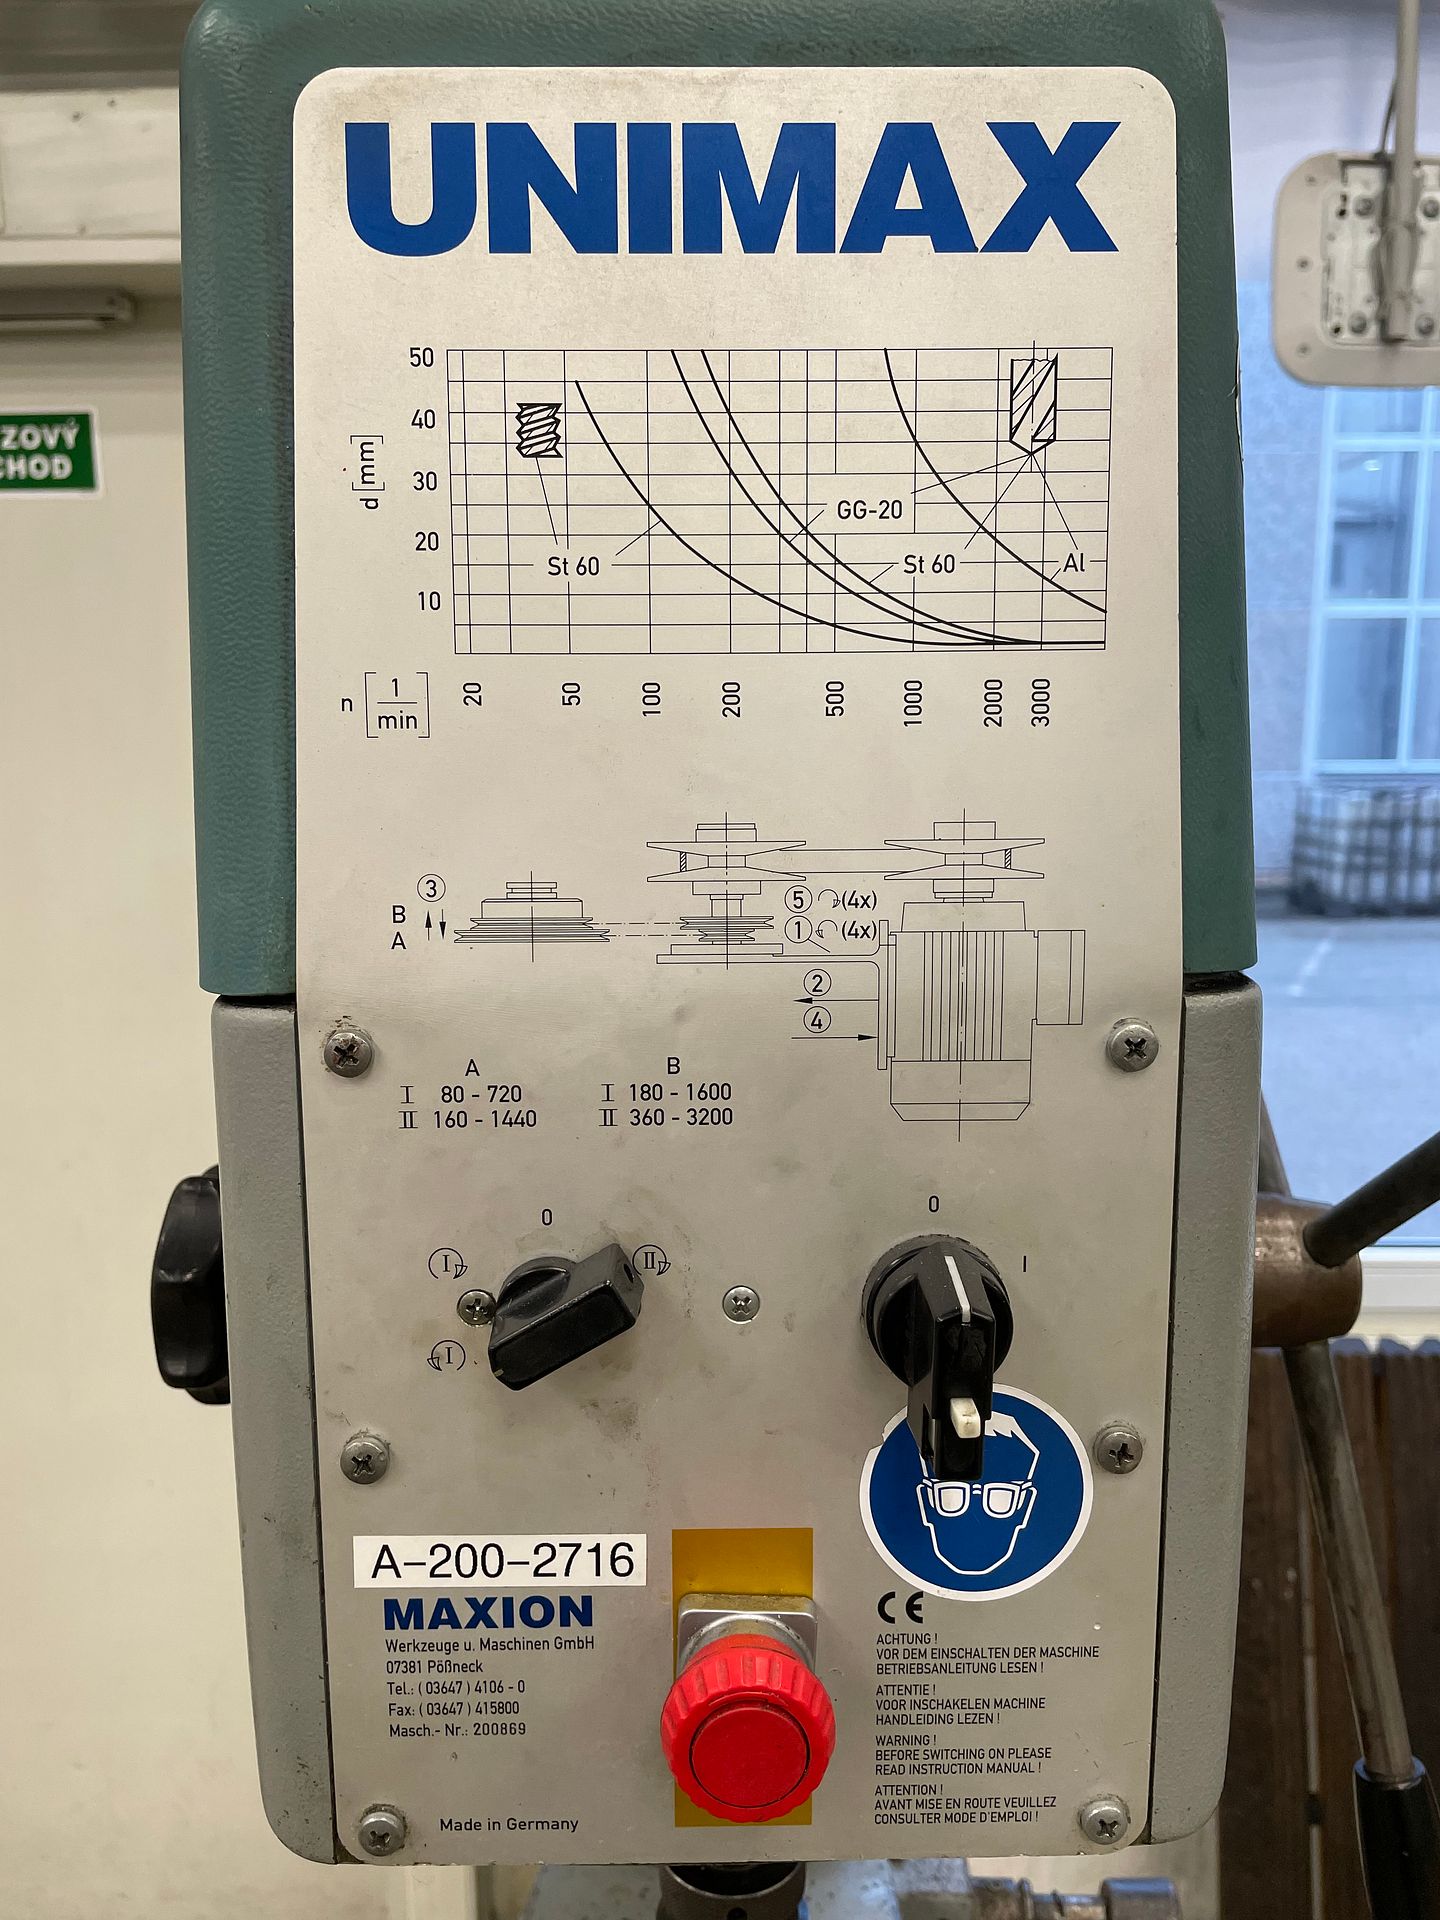 UNIMAX
50
40
30
20
10
d [mm]
ZOVÝ
CHOD
GG-20
St 60
St 60
Al
n [1/min]
20
50
100
200
500
1000
2000
3000
3
B
A
5 (4x)
1 (4x)
2
4
A
B
I 80 - 720
I 180 - 1600
II 160 - 1440
II 360 - 3200
0
0
I
II
I
I
A-200-2716
MAXION
Werkzeuge u. Maschinen GmbH
07381 Pößneck
Tel.: ( 03647 ) 4106 - 0
Fax: ( 03647 ) 415800
Masch.- Nr.: 200869
Made in Germany
CE
ACHTUNG !
VOR DEM EINSCHALTEN DER MASCHINE
BETRIEBSANLEITUNG LESEN !
ATTENTIE !
VOOR INSCHAKELEN MACHINE
HANDLEIDING LEZEN !
WARNING !
BEFORE SWITCHING ON PLEASE
READ INSTRUCTION MANUAL !
ATTENTION !
AVANT MISE EN ROUTE VEUILLEZ
CONSULTER MODE D'EMPLOI !